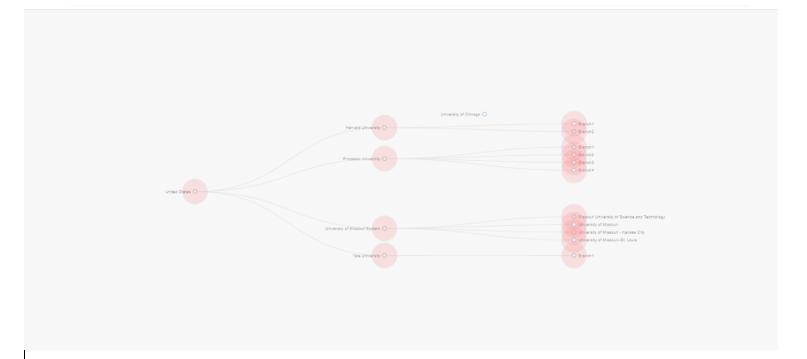 University of Chicago
Harvard University
Branch1
Branch2
Princeton University
Branch1
Branch2
Branch3
Branch4
United States
Missouri University of Science and Technology
University of Missouri
University of Missouri - Kansas City
University of Missouri-St. Louis
University of Missouri System
Yale University
Branch1